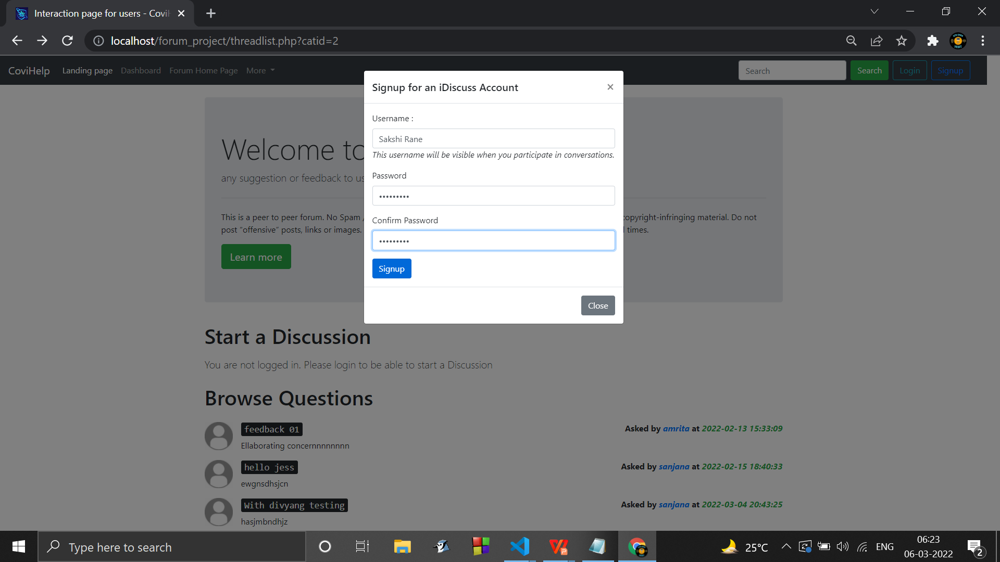 Interaction page for users - Covi
localhost/forum_project/threadlist.php?catid=2
CoviHelp Landing page Dashboard Forum Home Page More Search Search Login Signup
Signup for an iDiscuss Account ×
Username :
Sakshi Rane
This username will be visible when you participate in conversations.
Password
•••••••••
Confirm Password
•••••••••
Signup
Close
Welcome to
any suggestion or feedback to us
This is a peer to peer forum. No Spam / copyright-infringing material. Do not
post “offensive” posts, links or images. times.
Learn more
Start a Discussion
You are not logged in. Please login to be able to start a Discussion
Browse Questions
feedback 01 Asked by amrita at 2022-02-13 15:33:09
Ellaborating concernnnnnnnn
hello jess Asked by sanjana at 2022-02-15 18:40:33
ewgnsdhsjcn
With divyang testing Asked by sanjana at 2022-03-04 20:43:25
hasjmbndhjz
Type here to search 25°C ENG 06:23
06-03-2022 2